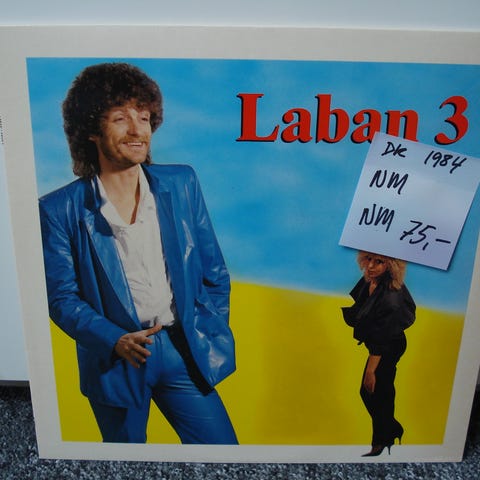 Laban 3
DK 1984
NM
NM 75,-